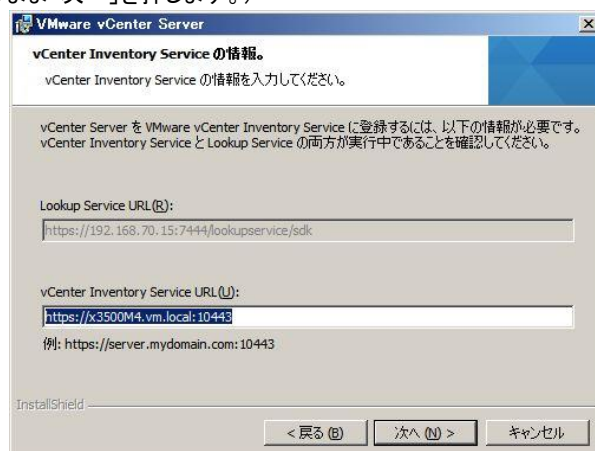 を押します。)
VMware vCenter Server
vCenter Inventory Service の情報。
vCenter Inventory Service の情報を入力してください。
vCenter Server を VMware vCenter Inventory Service に登録するには、以下の情報が必要です。
vCenter Inventory Service と Lookup Service の両方が実行中であることを確認してください。
Lookup Service URL(R):
https://192.168.70.15:7444/lookupservice/sdk
vCenter Inventory Service URL(U):
https://x3500M4.vm.local:10443
例: https://server.mydomain.com:10443
InstallShield
< 戻る (B) 次へ (N) > キャンセル